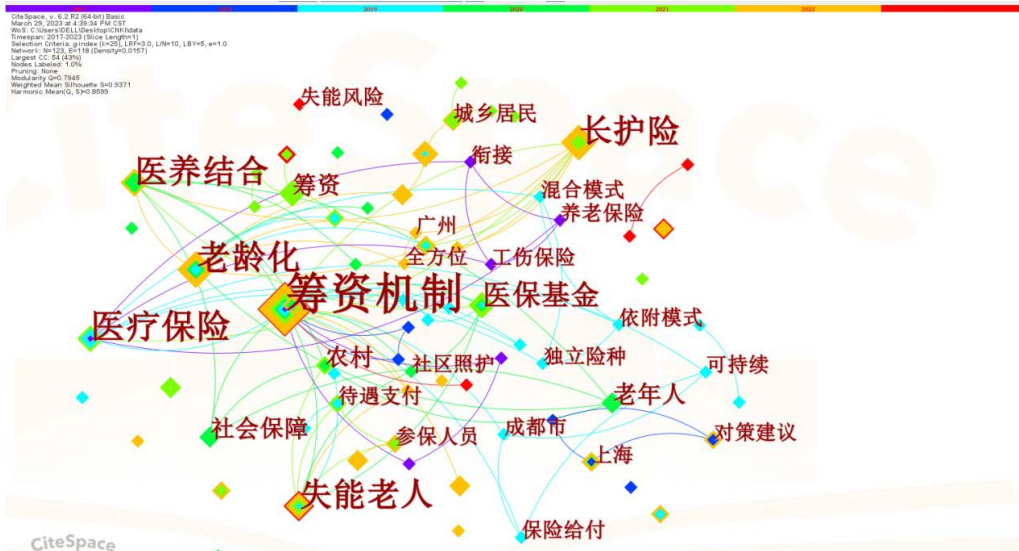 2019
2020
2021
2022
CiteSpace, v. 6.2.R2 (64-bit) Basic
March 29, 2023 at 4:39:34 PM CST
WoS: C:\Users\DELL\Desktop\CNKI\data
Timespan: 2017-2023 (Slice Length=1)
Selection Criteria: g-index (k=25), LRF=3.0, L/N=10, LBY=5, e=1.0
Network: N=123, E=118 (Density=0.0157)
Largest CC: 54 (43%)
Nodes Labeled: 1.0%
Pruning: None
Modularity Q=0.7945
Weighted Mean Silhouette S=0.9371
Harmonic Mean(Q, S)=0.8599
失能风险
城乡居民
长护险
衔接
医养结合
筹资
混合模式
养老保险
广州
全方位
工伤保险
老龄化
筹资机制
医保基金
医疗保险
依附模式
农村
社区照护
独立险种
可持续
待遇支付
老年人
社会保障
参保人员
成都市
对策建议
上海
失能老人
保险给付
CiteSpace